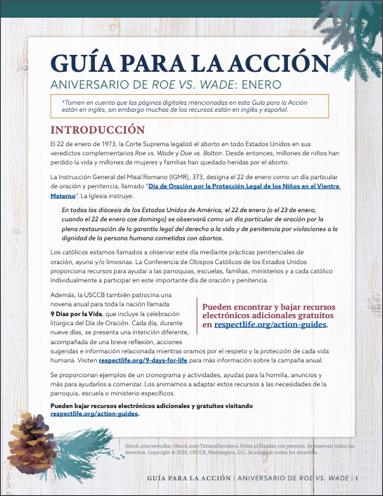 GUÍA PARA LA ACCIÓN
ANIVERSARIO DE ROE VS. WADE: ENERO
*Tomen en cuenta que las páginas digitales mencionadas en esta Guía para la Acción
están en inglés, sin embargo muchos de los recursos están en inglés y español.
INTRODUCCIÓN
El 22 de enero de 1973, la Corte Suprema legalizó el aborto en todo Estados Unidos en sus
veredictos complementarios Roe vs. Wade y Doe vs. Bolton. Desde entonces, millones de niños han
perdido la vida y millones de mujeres y familias han quedado heridas por el aborto.
La Instrucción General del Misal Romano (IGMR), 373, designa el 22 de enero como un día particular
de oración y penitencia, llamado "Día de Oración por la Protección Legal de los Niños en el Vientre
Materno". La Iglesia instruye:
En todas las diócesis de los Estados Unidos de América, el 22 de enero (o el 23 de enero,
cuando el 22 de enero cae domingo) se observará como un día particular de oración por la
plena restauración de la garantía legal del derecho a la vida y de penitencia por violaciones a la
dignidad de la persona humana cometidas con abortos.
Los católicos estamos llamados a observar este día mediante prácticas penitenciales de
oración, ayuno y/o limosnas. La Conferencia de Obispos Católicos de los Estados Unidos
proporciona recursos para ayudar a las parroquias, escuelas, familias, ministerios y a cada católico
individualmente a participar en este importante día de oración y penitencia.
Además, la USCCB también patrocina una
novena anual para toda la nación llamada
9 Días por la Vida, que incluye la celebración
litúrgica del Día de Oración. Cada día, durante
nueve días, se presenta una intención diferente,
acompañada de una breve reflexión, acciones
sugeridas e información relacionada mientras oramos por el respeto y la protección de cada vida
humana. Visiten respectlife.org/9-days-for-life para más información sobre la campaña anual.
Pueden encontrar y bajar recursos
electrónicos adicionales gratuitos
en respectlife.org/action-guides.
Se proporcionan ejemplos de un cronograma y actividades, ayudas para la homilía, anuncios y
más para ayudarlos a comenzar. Los animamos a adaptar estos recursos a las necesidades de la
parroquia, escuela o ministerio específicos.
Pueden bajar recursos electrónicos adicionales y gratuitos visitando
respectlife.org/action-guides.
derechos. Copyright © 2020, USCCB, Washington, D.C. Se reservan todos los derechos.
GUÍA PARA LA ACCIÓN | ANIVERSARIO DE ROE VS. WADE | 1